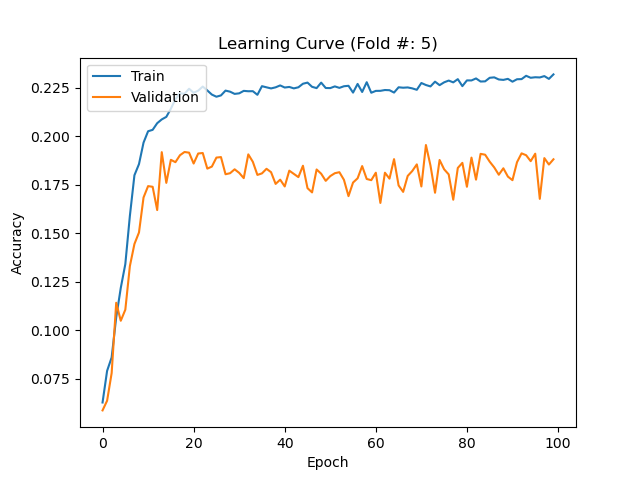 Learning Curve (Fold #: 5)
Train
Validation
0.225
0.200
0.175
0.150
0.125
0.100
0.075
Accuracy
0 20 40 60 80 100
Epoch